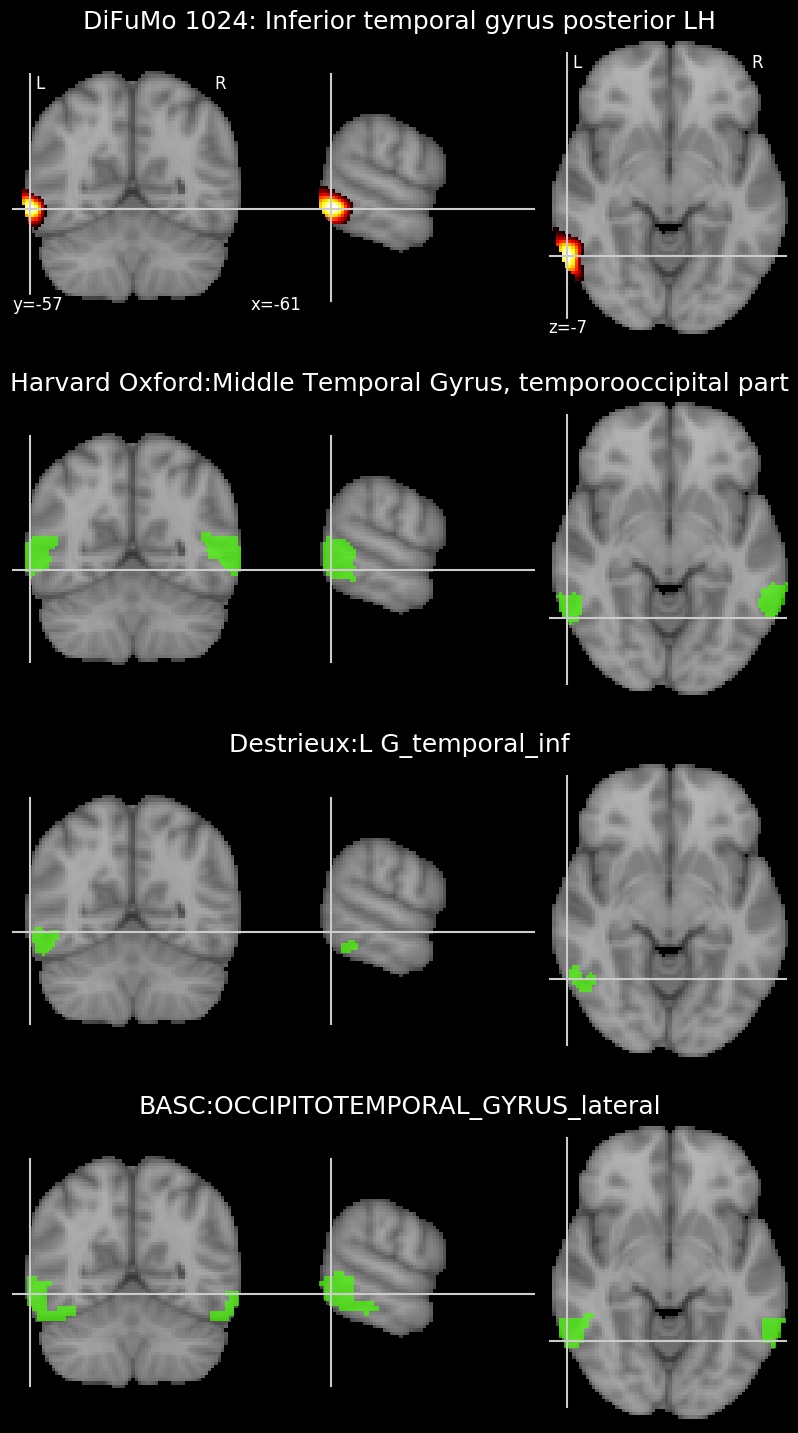 DiFuMo 1024: Inferior temporal gyrus posterior LH
L R L R
y=-57 x=-61 z=-7
Harvard Oxford:Middle Temporal Gyrus, temporooccipital part
Destrieux:L G_temporal_inf
BASC:OCCIPITOTEMPORAL_GYRUS_lateral